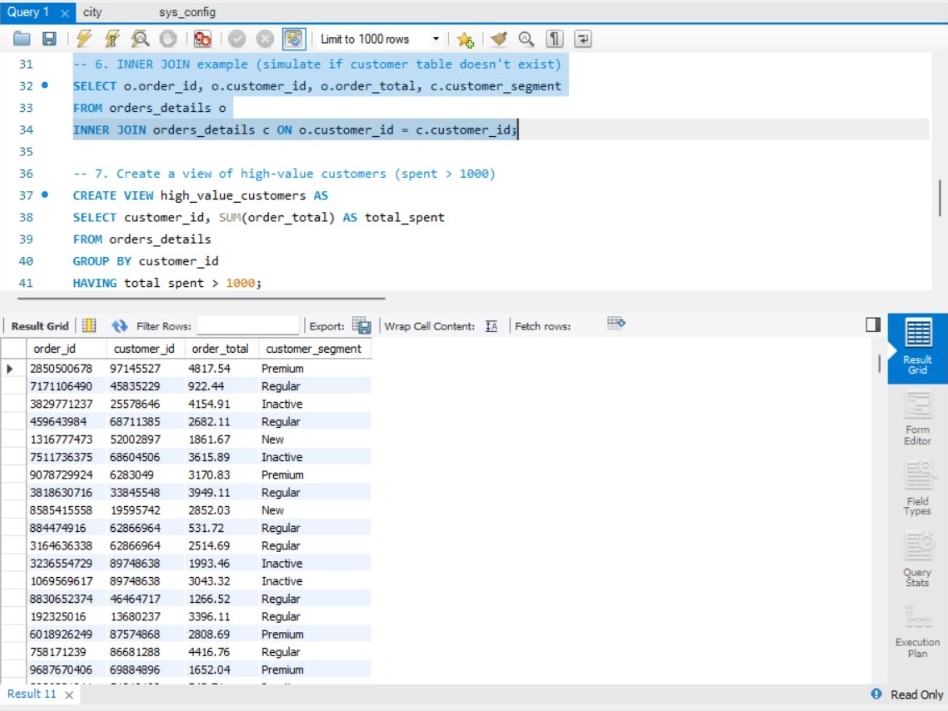 Query 1 city sys_config
Limit to 1000 rows
31 -- 6. INNER JOIN example (simulate if customer table doesn't exist)
32 SELECT o.order_id, o.customer_id, o.order_total, c.customer_segment
33 FROM orders_details o
34 INNER JOIN orders_details c ON o.customer_id = c.customer_id;
35
36 -- 7. Create a view of high-value customers (spent > 1000)
37 CREATE VIEW high_value_customers AS
38 SELECT customer_id, SUM(order_total) AS total_spent
39 FROM orders_details
40 GROUP BY customer_id
41 HAVING total_spent > 1000;
Result Grid Filter Rows: Export: Wrap Cell Content: IA Fetch rows:
order_id customer_id order_total customer_segment
2850500678 97145527 4817.54 Premium
7171106490 45835229 922.44 Regular
3829771237 25578646 4154.91 Inactive
459643984 68711385 2682.11 Regular
1316777473 52002897 1861.67 New
7511736375 68604506 3615.89 Inactive
9078729924 6283049 3170.83 Premium
3818630716 33845548 3949.11 Regular
8585415558 19595742 2852.03 New
884474916 62866964 531.72 Regular
3164636338 62866964 2514.69 Regular
3236554729 89748638 1993.46 Inactive
1069569617 89748638 3043.32 Inactive
8830652374 46464717 1266.52 Regular
192325016 13680237 3396.11 Regular
6018926249 87574868 2808.69 Premium
758171239 86681288 4416.76 Regular
9687670406 69884896 1652.04 Premium
Result
Grid
Form
Editor
Field
Types
Query
Stats
Execution
Plan
Result 11
Read Only